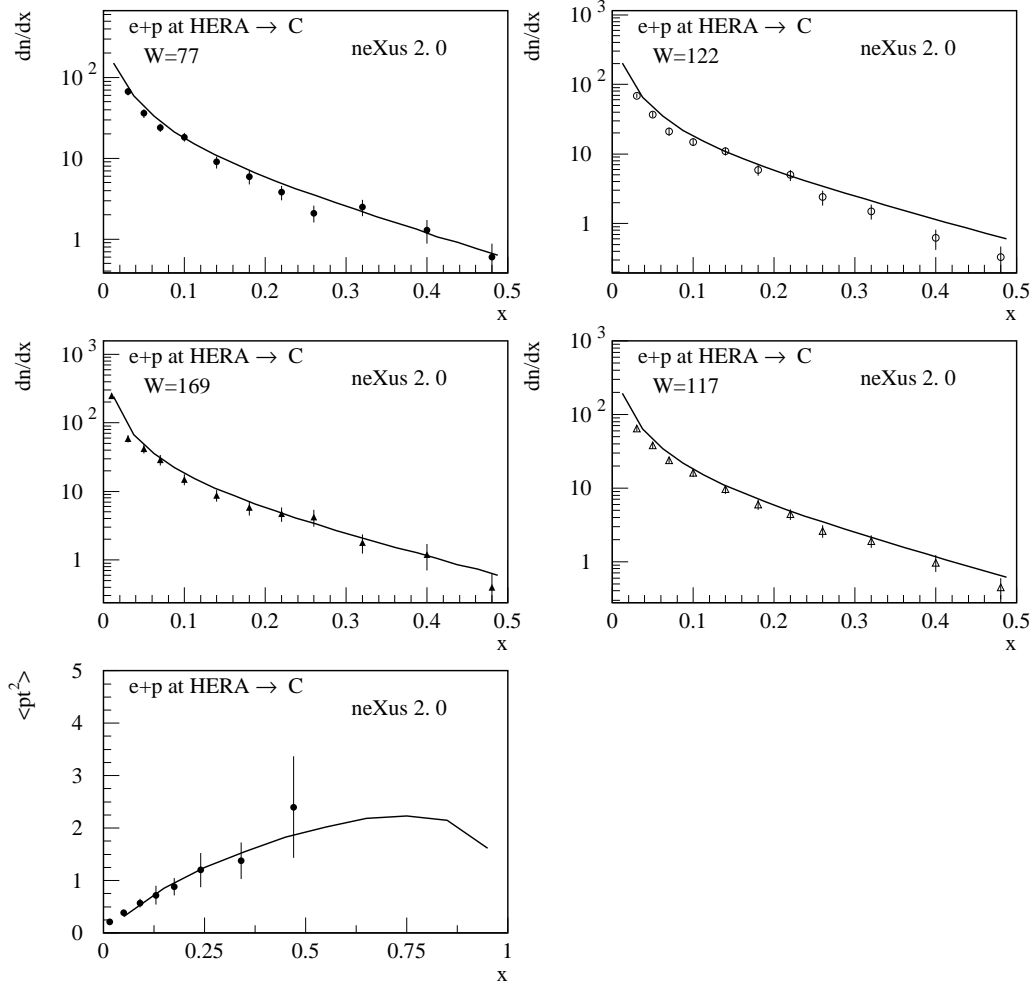 dn/dx
e+p at HERA → C
W=77
neXus 2. 0
10 2
10
1
0 0.1 0.2 0.3 0.4 0.5
x
dn/dx
e+p at HERA → C
W=122
neXus 2. 0
10 3
10 2
10
1
0 0.1 0.2 0.3 0.4 0.5
x
dn/dx
e+p at HERA → C
W=169
neXus 2. 0
10 3
10 2
10
1
0 0.1 0.2 0.3 0.4 0.5
x
dn/dx
e+p at HERA → C
W=117
neXus 2. 0
10 3
10 2
10
1
0 0.1 0.2 0.3 0.4 0.5
x
<pt2>
e+p at HERA → C
neXus 2. 0
5
4
3
2
1
0
0 0.25 0.5 0.75 1
x